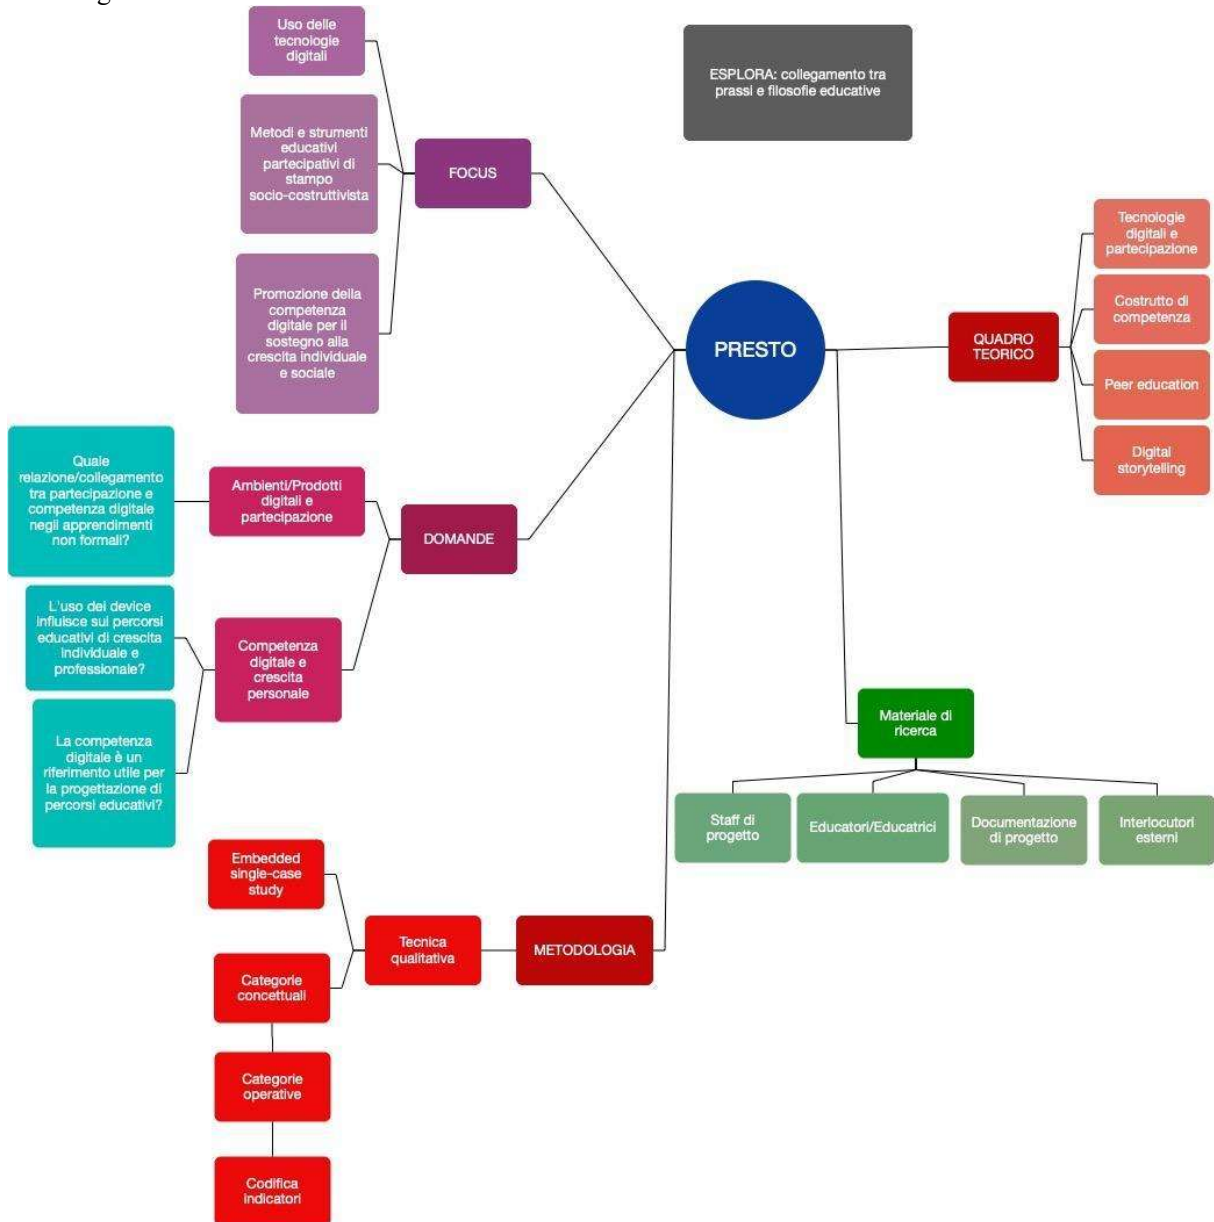 Uso delle
tecnologie
digitali
Metodi e strumenti
educativi
partecipativi di
stampo
socio-costruttivista
Promozione della
competenza
digitale per il
sostegno alla
crescita individuale
e sociale
FOCUS
ESPLORA: collegamento tra
prassi e filosofie educative
PRESTO
QUADRO
TEORICO
Tecnologie
digitali e
partecipazione
Costrutto di
competenza
Peer education
Digital
storytelling
Quale
relazione/collegamento
tra partecipazione e
competenza digitale
negli apprendimenti
non formali?
Ambienti/Prodotti
digitali e
partecipazione
DOMANDE
L'uso dei device
influisce sui percorsi
educativi di crescita
individuale e
professionale?
Competenza
digitale e
crescita
personale
La competenza
digitale è un
riferimento utile per
la progettazione di
percorsi educativi?
Materiale di
ricerca
Staff di
progetto
Educatori/Educatrici
Documentazione
di progetto
Interlocutori
esterni
Embedded
single-case
study
Tecnica
qualitativa
METODOLOGIA
Categorie
concettuali
Categorie
operative
Codifica
indicatori